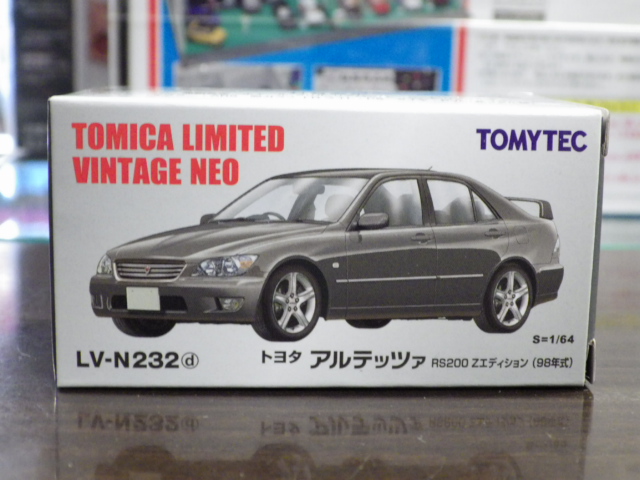 TOMICA LIMITED
VINTAGE NEO
TOMYTEC
S=1/64
LV-N232ⓓ
トヨタ アルテッツァ RS200 Zエディション (98年式)